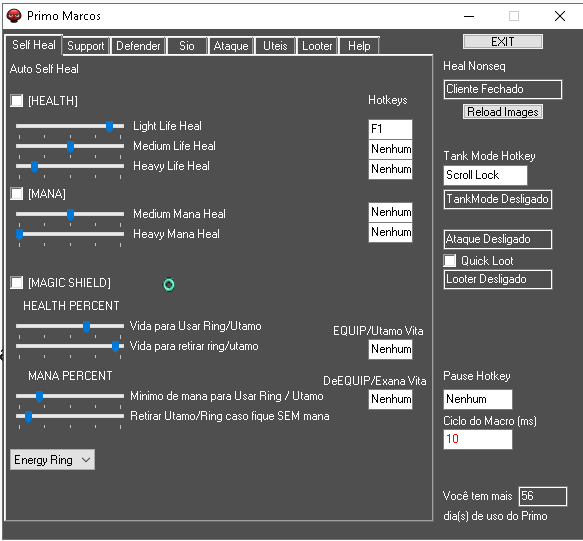 Primo Marcos
Self Heal Support Defender Sio Ataque Uteis Looter Help
Auto Self Heal
[HEALTH]
Hotkeys
Light Life Heal
F1
Medium Life Heal
Nenhum
Heavy Life Heal
Nenhum
[MANA]
Medium Mana Heal
Nenhum
Heavy Mana Heal
Nenhum
[MAGIC SHIELD]
HEALTH PERCENT
Vida para Usar Ring/Utamo
EQUIP/Utamo Vita
Vida para retirar ring/utamo
Nenhum
MANA PERCENT
DeEQUIP/Exana Vita
Minimo de mana para Usar Ring / Utamo
Nenhum
Retirar Utamo/Ring caso fique SEM mana
Energy Ring
EXIT
Heal Nonseq
Cliente Fechado
Reload Images
Tank Mode Hotkey
Scroll Lock
TankMode Desligado
Ataque Desligado
Quick Loot
Looter Desligado
Pause Hotkey
Nenhum
Ciclo do Macro (ms)
10
Você tem mais 56
dia(s) de uso do Primo